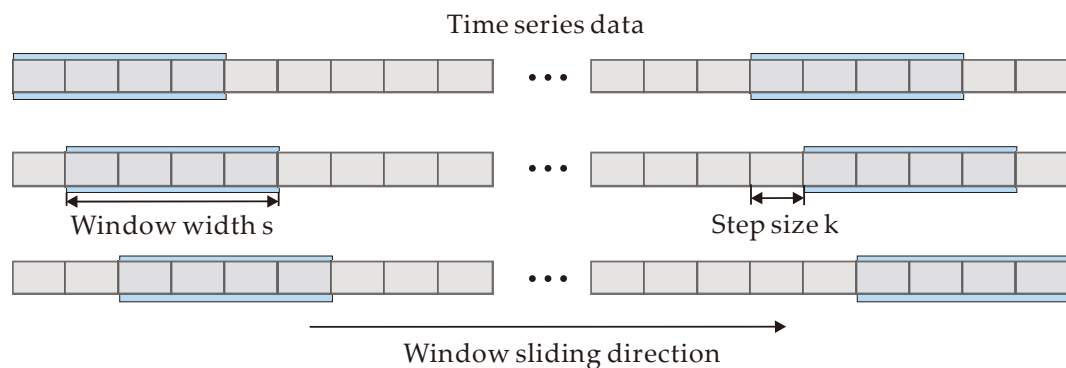 Time series data
Window width s
Step size k
Window sliding direction